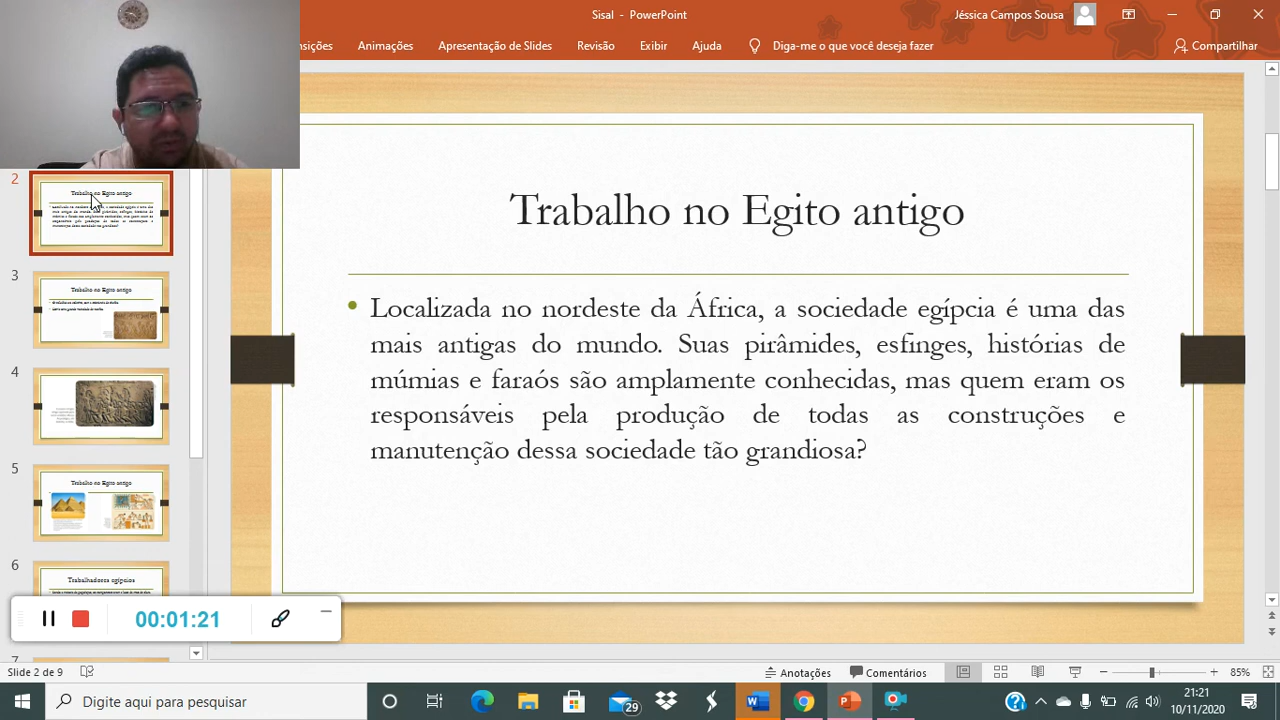 Sisal - PowerPoint
Jéssica Campos Sousa
nsições Animações Apresentação de Slides Revisão Exibir Ajuda Diga-me o que você deseja fazer Compartilhar
2
Trabalho no Egito antigo
3
Trabalho no Egito antigo
4
5
Trabalho no Egito antigo
6
Trabalhadores egípcios
7
Trabalho no Egito antigo
Localizada no nordeste da África, a sociedade egípcia é uma das
mais antigas do mundo. Suas pirâmides, esfinges, histórias de
múmias e faraós são amplamente conhecidas, mas quem eram os
responsáveis pela produção de todas as construções e
manutenção dessa sociedade tão grandiosa?
00:01:21
Slide 2 de 9
Anotações Comentários 85%
Digite aqui para pesquisar
29
21:21
10/11/2020